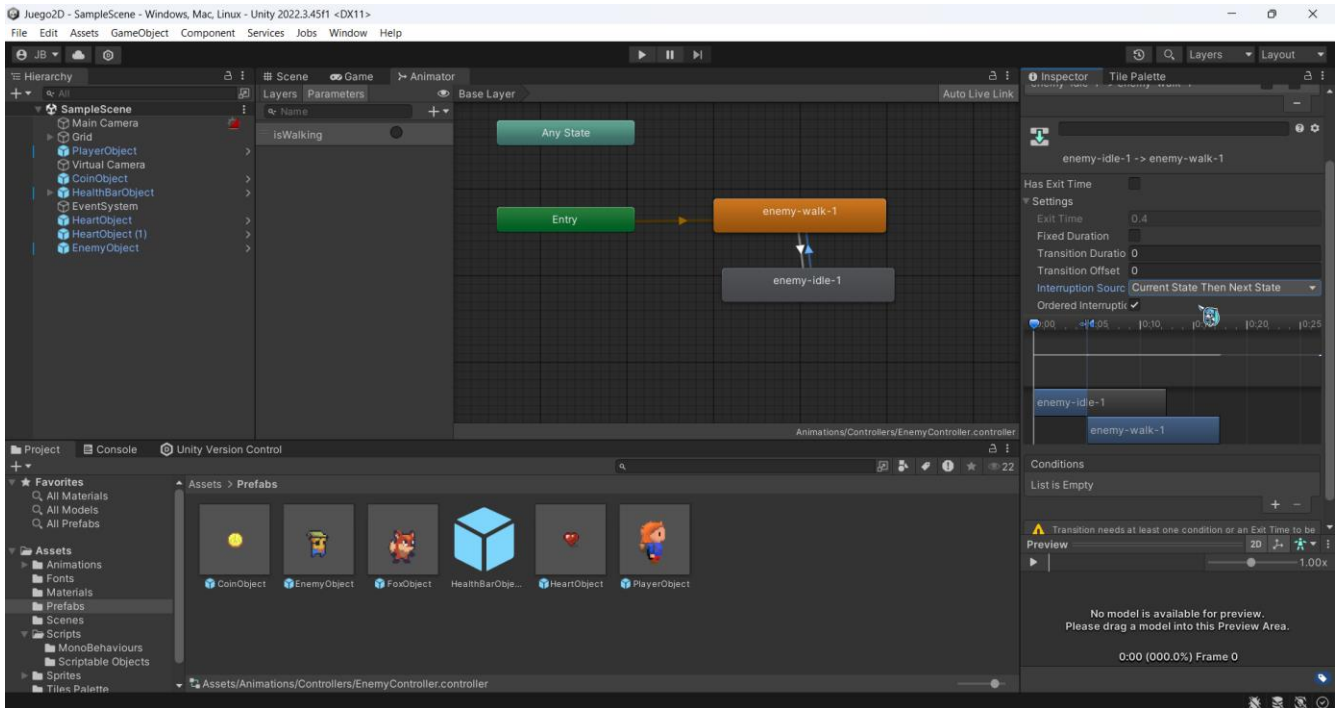 Juego2D - SampleScene - Windows, Mac, Linux - Unity 2022.3.45f1 <DX11>
File Edit Assets GameObject Component Services Jobs Window Help
JB
Layers
Layout
Hierarchy
All
SampleScene
Main Camera
Grid
PlayerObject
Virtual Camera
CoinObject
HealthBarObject
EventSystem
HeartObject
HeartObject (1)
EnemyObject
Scene Game Animator
Layers Parameters
Base Layer
Auto Live Link
Name
isWalking
Any State
Entry
enemy-walk-1
enemy-idle-1
Animations/Controllers/EnemyController.controller
Inspector Tile Palette
enemy-idle-1 -> enemy-walk-1
enemy-idle-1 -> enemy-walk-1
Has Exit Time
Settings
Exit Time 0.4
Fixed Duration
Transition Duratio 0
Transition Offset 0
Interruption Sourc Current State Then Next State
Ordered Interruptic
0:10 0:20 0:25
enemy-idle-1
enemy-walk-1
Conditions
List is Empty
Transition needs at least one condition or an Exit Time to be
Preview
2D
1.00x
No model is available for preview.
Please drag a model into this Preview Area.
0:00 (000.0%) Frame 0
Project Console Unity Version Control
22
Favorites
All Materials
All Models
All Prefabs
Assets
Animations
Fonts
Materials
Prefabs
Scenes
Scripts
MonoBehaviours
Scriptable Objects
Sprites
Tiles Palette
Assets > Prefabs
CoinObject EnemyObject FoxObject HealthBarObje... HeartObject PlayerObject
Assets/Animations/Controllers/EnemyController.controller